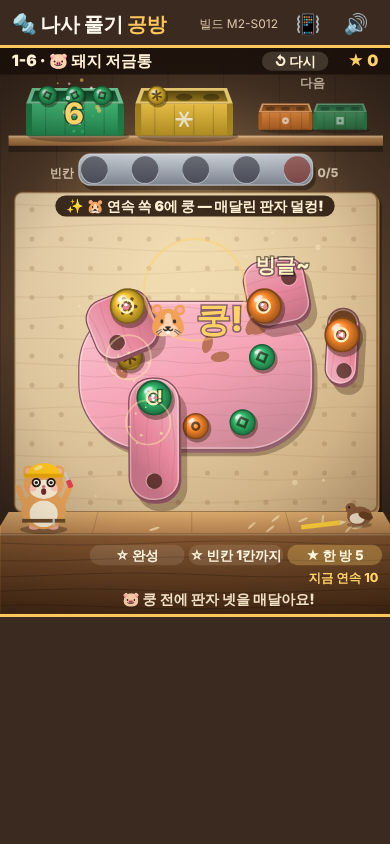 나사 풀기 공방
빌드 M2-S012
1-6 · 돼지 저금통
다시
★ 0
다음
6
빈칸
0/5
연속 쏙 6에 쿵 — 매달린 판자 덜컹!
빙글~
쿵!
!
☆ 완성
☆ 빈칸 1칸까지
★ 한 방 5
지금 연속 10
쿵 전에 판자 넷을 매달아요!